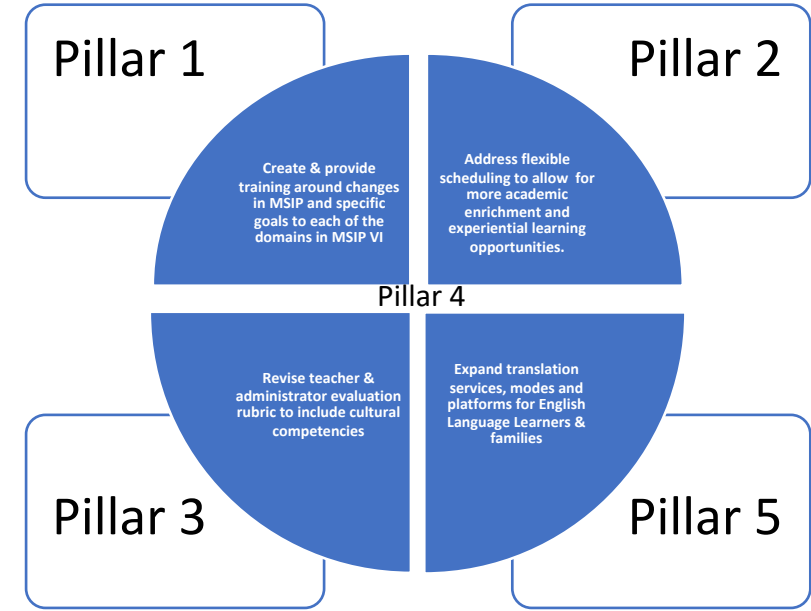 Pillar 1
Pillar 2
Create & provide
training around changes
in MSIP and specific
goals to each of the
domains in MSIP VI
Address flexible
scheduling to allow for
more academic
enrichment and
experiential learning
opportunities.
Pillar 4
Revise teacher &
administrator evaluation
rubric to include cultural
competencies
Expand translation
services, modes and
platforms for English
Language Learners &
families
Pillar 3
Pillar 5